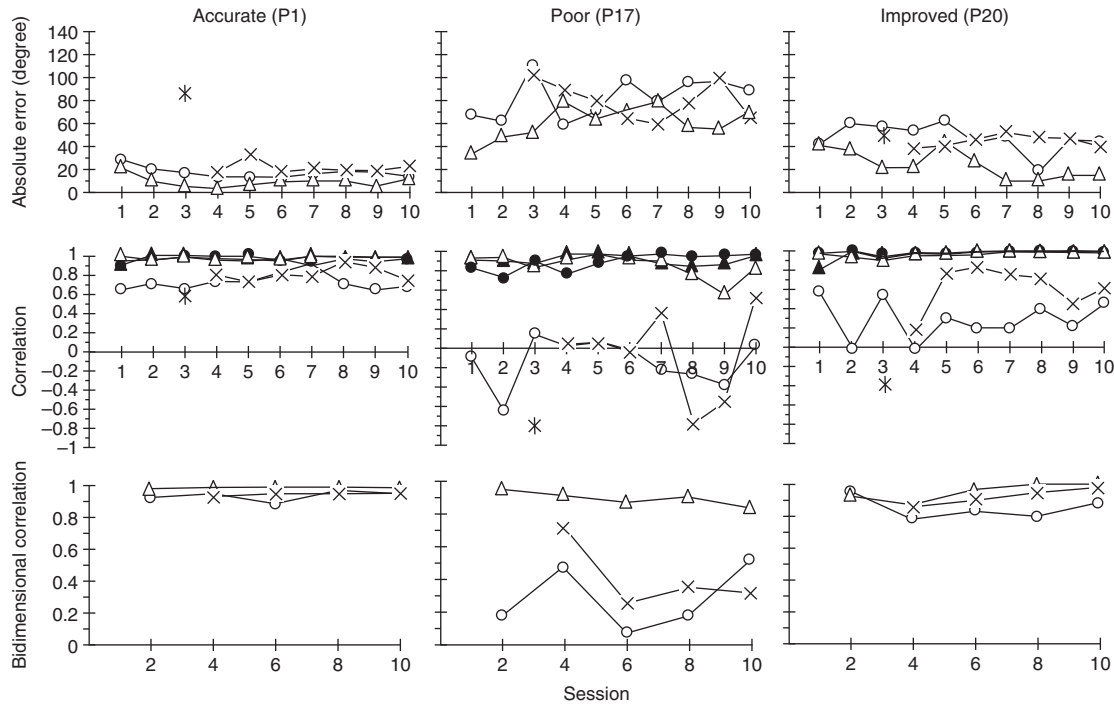 Accurate (P1)
Poor (P17)
Improved (P20)
Absolute error (degree)
140
120
100
80
60
40
20
0
1 2 3 4 5 6 7 8 9 10
1 2 3 4 5 6 7 8 9 10
1 2 3 4 5 6 7 8 9 10
Correlation
1
0.8
0.6
0.4
0.2
0
−0.2
−0.4
−0.6
−0.8
−1
1 2 3 4 5 6 7 8 9 10
1 2 3 4 5 6 7 8 9 10
1 2 3 4 5 6 7 8 9 10
Bidimensional correlation
1
0.8
0.6
0.4
0.2
0
2 4 6 8 10
2 4 6 8 10
2 4 6 8 10
Session